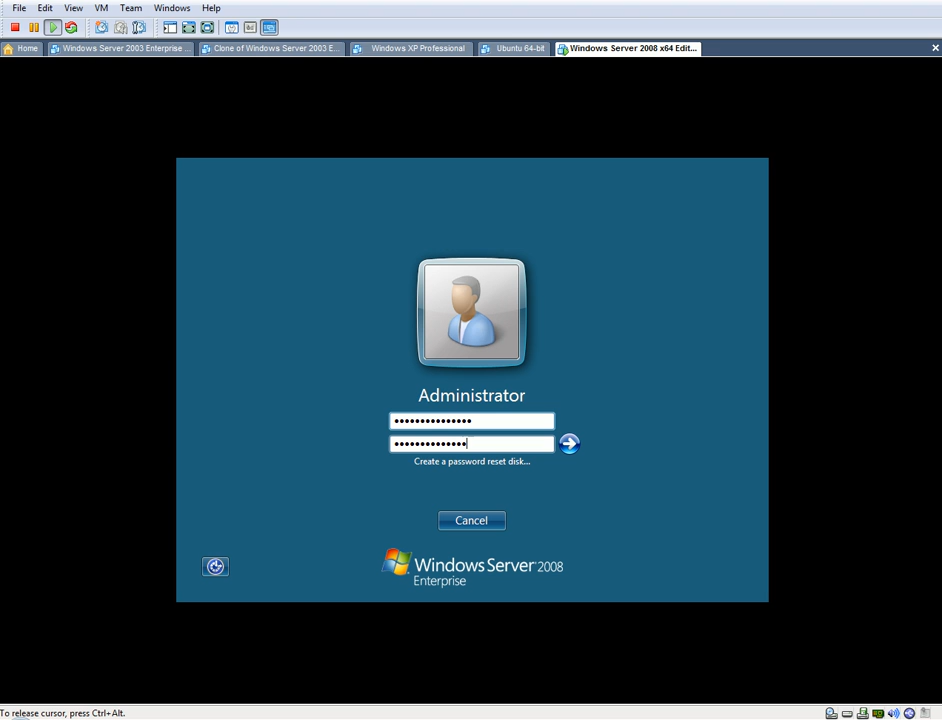 File Edit View VM Team Windows Help
Home Windows Server 2003 Enterprise ... Clone of Windows Server 2003 E... Windows XP Professional Ubuntu 64-bit Windows Server 2008 x64 Edit...
Administrator
Create a password reset disk...
Cancel
Windows Server 2008
Enterprise
To release cursor, press Ctrl+Alt.